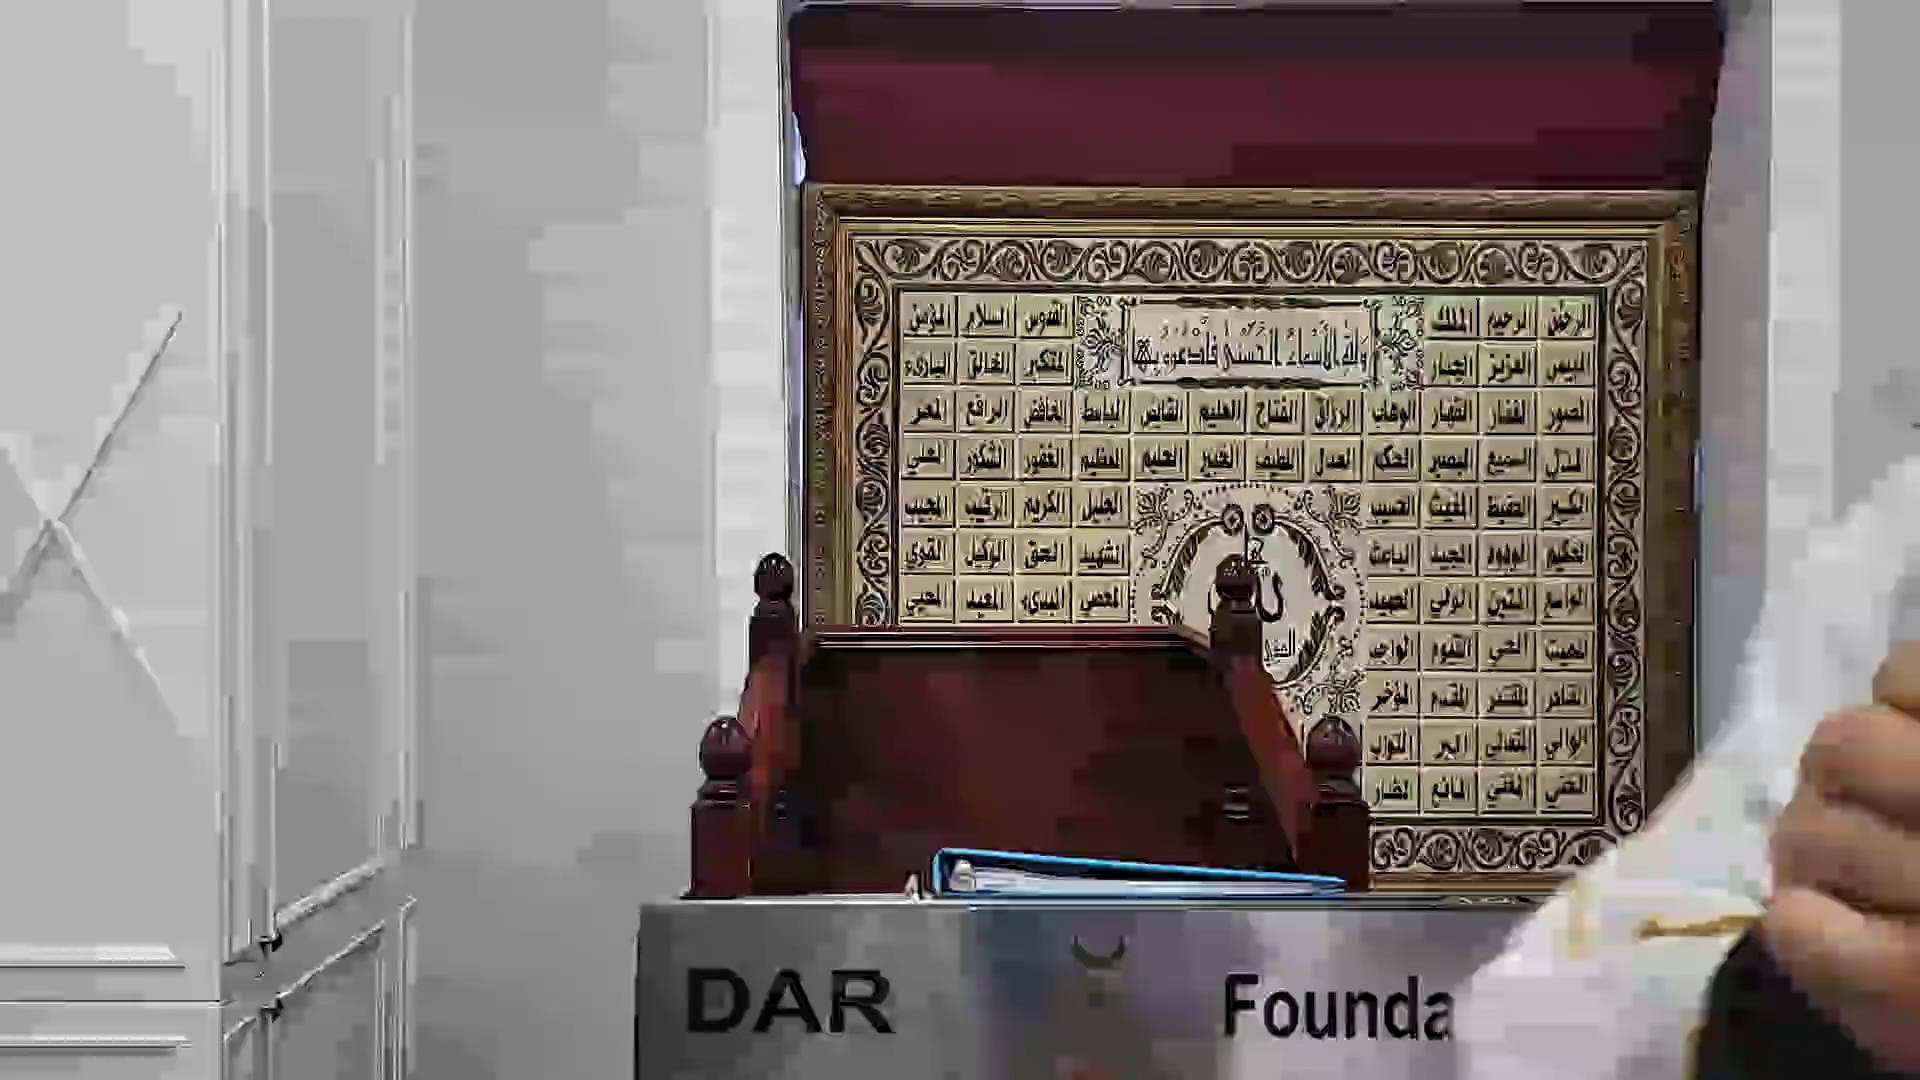 الرحمن الرحيم الملك القدوس السلام المؤمن
ولله الأسماء الحسنى فادعوه بها
المهيمن العزيز الجبار المتكبر الخالق البارئ
المصور الغفار القهار الوهاب الرزاق الفتاح العليم القابض الباسط الخافض الرافع المعز
المذل السميع البصير الحكم العدل اللطيف الخبير الحليم العظيم الغفور الشكور العلي
الكبير الحفيظ المقيت الحسيب الجليل الكريم الرقيب المجيب
الحكيم الودود المجيد الباعث الشهيد الحق الوكيل القوي
الواسع المتين الولي الحميد المحصي المبدئ المعيد المحيي
المميت الحي القيوم الواجد
القادر المقتدر المقدم المؤخر
الوالي المتعالي البر التواب
الغني المغني المانع الضار
DAR Founda